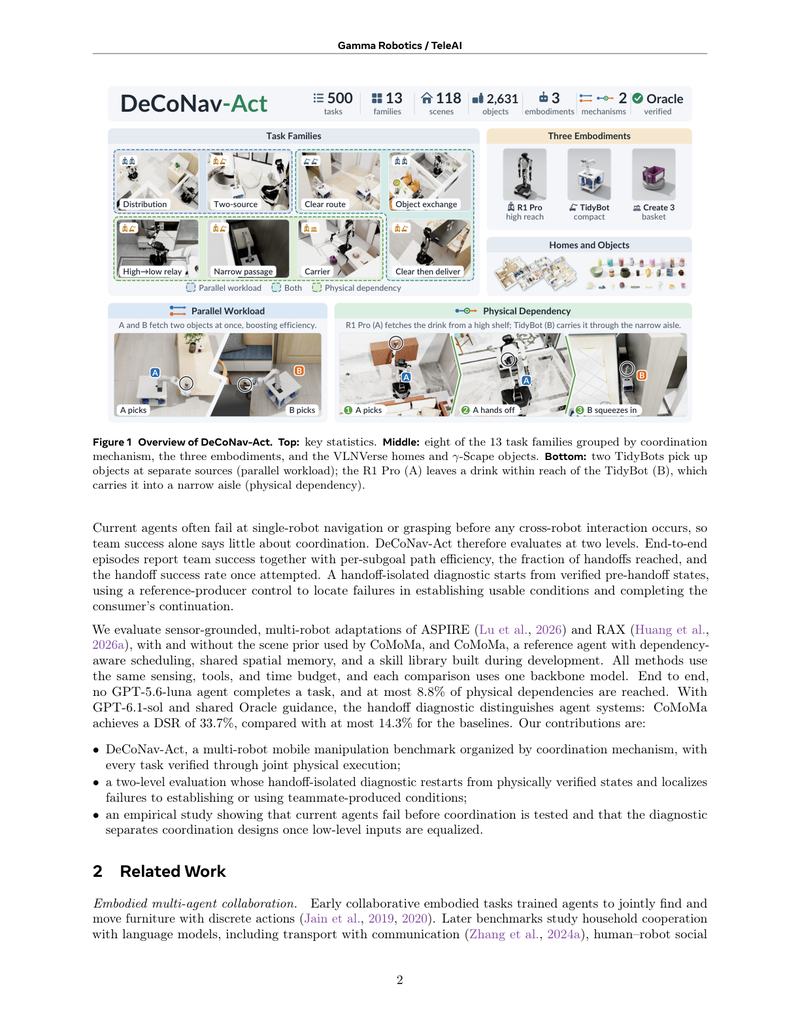 Gamma Robotics / TeleAI
DeCoNav-Act
500 tasks
13 families
118 scenes
2,631 objects
3 embodiments
2 mechanisms
Oracle verified
Task Families
Distribution
Two-source
Clear route
Object exchange
High→low relay
Narrow passage
Carrier
Clear then deliver
Parallel workload
Both
Physical dependency
Three Embodiments
R1 Pro
high reach
TidyBot
compact
Create 3
basket
Homes and Objects
Parallel Workload
A and B fetch two objects at once, boosting efficiency.
A
B
A picks
B picks
Physical Dependency
R1 Pro (A) fetches the drink from a high shelf; TidyBot (B) carries it through the narrow aisle.
A
A
B
1 A picks
2 A hands off
3 B squeezes in
Figure 1 Overview of DeCoNav-Act. Top: key statistics. Middle: eight of the 13 task families grouped by coordination
mechanism, the three embodiments, and the VLNVerse homes and γ-Scape objects. Bottom: two TidyBots pick up
objects at separate sources (parallel workload); the R1 Pro (A) leaves a drink within reach of the TidyBot (B), which
carries it into a narrow aisle (physical dependency).
Current agents often fail at single-robot navigation or grasping before any cross-robot interaction occurs, so
team success alone says little about coordination. DeCoNav-Act therefore evaluates at two levels. End-to-end
episodes report team success together with per-subgoal path efficiency, the fraction of handoffs reached, and
the handoff success rate once attempted. A handoff-isolated diagnostic starts from verified pre-handoff states,
using a reference-producer control to locate failures in establishing usable conditions and completing the
consumer's continuation.
We evaluate sensor-grounded, multi-robot adaptations of ASPIRE (Lu et al., 2026) and RAX (Huang et al.,
2026a), with and without the scene prior used by CoMoMa, and CoMoMa, a reference agent with dependency-
aware scheduling, shared spatial memory, and a skill library built during development. All methods use
the same sensing, tools, and time budget, and each comparison uses one backbone model. End to end,
no GPT-5.6-luna agent completes a task, and at most 8.8% of physical dependencies are reached. With
GPT-6.1-sol and shared Oracle guidance, the handoff diagnostic distinguishes agent systems: CoMoMa
achieves a DSR of 33.7%, compared with at most 14.3% for the baselines. Our contributions are:
• DeCoNav-Act, a multi-robot mobile manipulation benchmark organized by coordination mechanism, with
every task verified through joint physical execution;
• a two-level evaluation whose handoff-isolated diagnostic restarts from physically verified states and localizes
failures to establishing or using teammate-produced conditions;
• an empirical study showing that current agents fail before coordination is tested and that the diagnostic
separates coordination designs once low-level inputs are equalized.
2 Related Work
Embodied multi-agent collaboration. Early collaborative embodied tasks trained agents to jointly find and
move furniture with discrete actions (Jain et al., 2019, 2020). Later benchmarks study household cooperation
with language models, including transport with communication (Zhang et al., 2024a), human–robot social
2